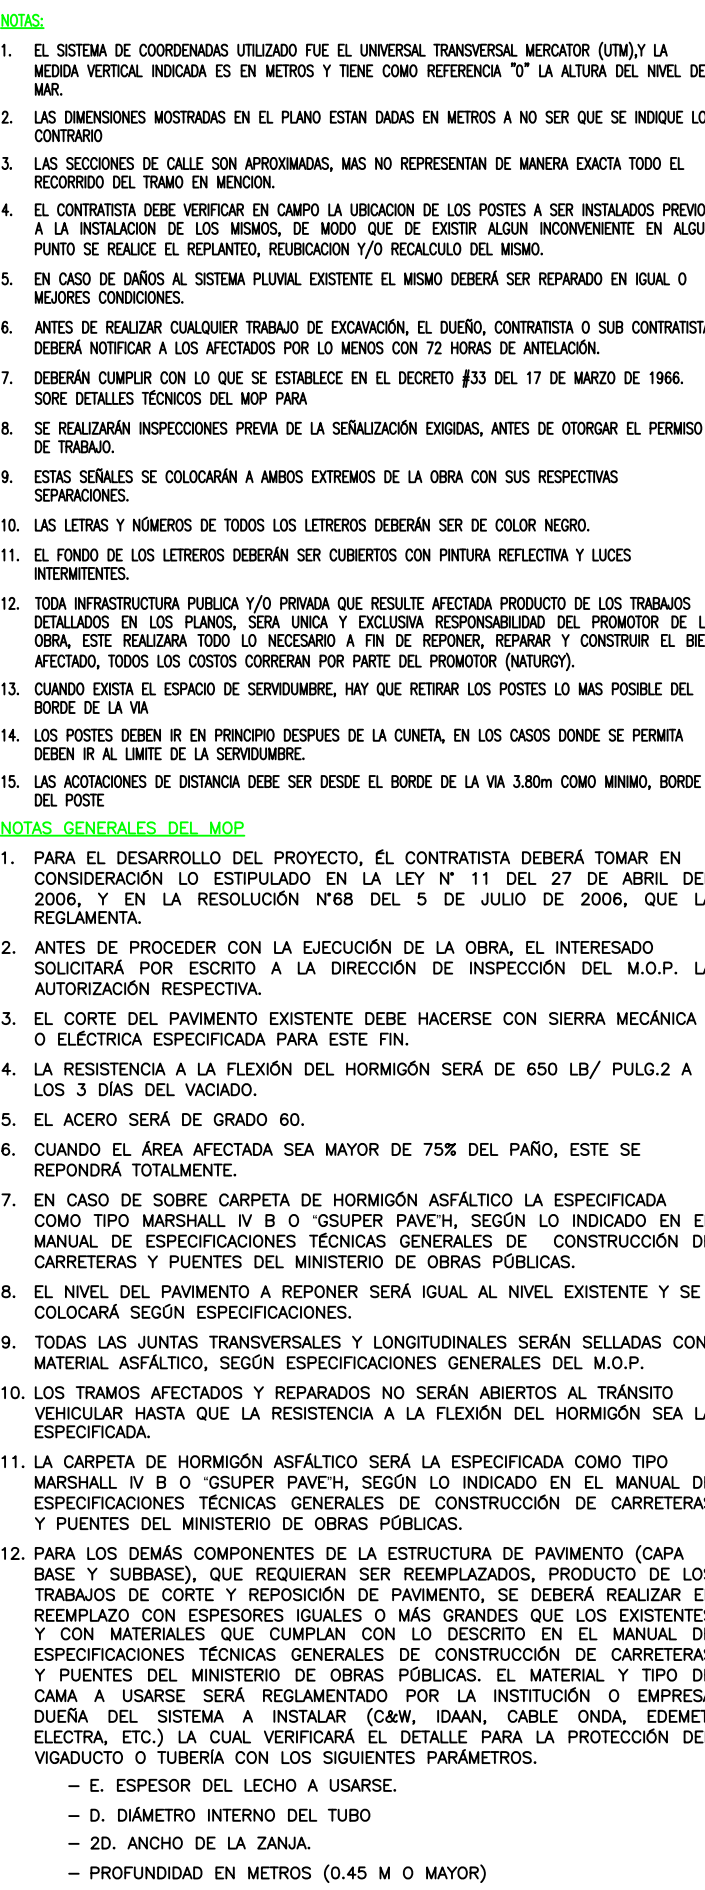 NOTAS:
1. EL SISTEMA DE COORDENADAS UTILIZADO FUE EL UNIVERSAL TRANSVERSAL MERCATOR (UTM),Y LA
MEDIDA VERTICAL INDICADA ES EN METROS Y TIENE COMO REFERENCIA "0" LA ALTURA DEL NIVEL DE
MAR.
2. LAS DIMENSIONES MOSTRADAS EN EL PLANO ESTAN DADAS EN METROS A NO SER QUE SE INDIQUE LO
CONTRARIO
3. LAS SECCIONES DE CALLE SON APROXIMADAS, MAS NO REPRESENTAN DE MANERA EXACTA TODO EL
RECORRIDO DEL TRAMO EN MENCION.
4. EL CONTRATISTA DEBE VERIFICAR EN CAMPO LA UBICACION DE LOS POSTES A SER INSTALADOS PREVIO
A LA INSTALACION DE LOS MISMOS, DE MODO QUE DE EXISTIR ALGUN INCONVENIENTE EN ALGU
PUNTO SE REALICE EL REPLANTEO, REUBICACION Y/O RECALCULO DEL MISMO.
5. EN CASO DE DAÑOS AL SISTEMA PLUVIAL EXISTENTE EL MISMO DEBERÁ SER REPARADO EN IGUAL O
MEJORES CONDICIONES.
6. ANTES DE REALIZAR CUALQUIER TRABAJO DE EXCAVACIÓN, EL DUEÑO, CONTRATISTA O SUB CONTRATISTA
DEBERÁ NOTIFICAR A LOS AFECTADOS POR LO MENOS CON 72 HORAS DE ANTELACIÓN.
7. DEBERÁN CUMPLIR CON LO QUE SE ESTABLECE EN EL DECRETO #33 DEL 17 DE MARZO DE 1966.
SORE DETALLES TÉCNICOS DEL MOP PARA
8. SE REALIZARÁN INSPECCIONES PREVIA DE LA SEÑALIZACIÓN EXIGIDAS, ANTES DE OTORGAR EL PERMISO
DE TRABAJO.
9. ESTAS SEÑALES SE COLOCARÁN A AMBOS EXTREMOS DE LA OBRA CON SUS RESPECTIVAS
SEPARACIONES.
10. LAS LETRAS Y NÚMEROS DE TODOS LOS LETREROS DEBERÁN SER DE COLOR NEGRO.
11. EL FONDO DE LOS LETREROS DEBERÁN SER CUBIERTOS CON PINTURA REFLECTIVA Y LUCES
INTERMITENTES.
12. TODA INFRASTRUCTURA PUBLICA Y/O PRIVADA QUE RESULTE AFECTADA PRODUCTO DE LOS TRABAJOS
DETALLADOS EN LOS PLANOS, SERA UNICA Y EXCLUSIVA RESPONSABILIDAD DEL PROMOTOR DE L
OBRA, ESTE REALIZARA TODO LO NECESARIO A FIN DE REPONER, REPARAR Y CONSTRUIR EL BIE
AFECTADO, TODOS LOS COSTOS CORRERAN POR PARTE DEL PROMOTOR (NATURGY).
13. CUANDO EXISTA EL ESPACIO DE SERVIDUMBRE, HAY QUE RETIRAR LOS POSTES LO MAS POSIBLE DEL
BORDE DE LA VIA
14. LOS POSTES DEBEN IR EN PRINCIPIO DESPUES DE LA CUNETA, EN LOS CASOS DONDE SE PERMITA
DEBEN IR AL LIMITE DE LA SERVIDUMBRE.
15. LAS ACOTACIONES DE DISTANCIA DEBE SER DESDE EL BORDE DE LA VIA 3.80m COMO MINIMO, BORDE
DEL POSTE
NOTAS GENERALES DEL MOP
1. PARA EL DESARROLLO DEL PROYECTO, ÉL CONTRATISTA DEBERÁ TOMAR EN
CONSIDERACIÓN LO ESTIPULADO EN LA LEY N° 11 DEL 27 DE ABRIL DEL
2006, Y EN LA RESOLUCIÓN N°68 DEL 5 DE JULIO DE 2006, QUE LA
REGLAMENTA.
2. ANTES DE PROCEDER CON LA EJECUCIÓN DE LA OBRA, EL INTERESADO
SOLICITARÁ POR ESCRITO A LA DIRECCIÓN DE INSPECCIÓN DEL M.O.P. LA
AUTORIZACIÓN RESPECTIVA.
3. EL CORTE DEL PAVIMENTO EXISTENTE DEBE HACERSE CON SIERRA MECÁNICA
O ELÉCTRICA ESPECIFICADA PARA ESTE FIN.
4. LA RESISTENCIA A LA FLEXIÓN DEL HORMIGÓN SERÁ DE 650 LB/ PULG.2 A
LOS 3 DÍAS DEL VACIADO.
5. EL ACERO SERÁ DE GRADO 60.
6. CUANDO EL ÁREA AFECTADA SEA MAYOR DE 75% DEL PAÑO, ESTE SE
REPONDRÁ TOTALMENTE.
7. EN CASO DE SOBRE CARPETA DE HORMIGÓN ASFÁLTICO LA ESPECIFICADA
COMO TIPO MARSHALL IV B O "GSUPER PAVE"H, SEGÚN LO INDICADO EN EL
MANUAL DE ESPECIFICACIONES TÉCNICAS GENERALES DE CONSTRUCCIÓN DE
CARRETERAS Y PUENTES DEL MINISTERIO DE OBRAS PÚBLICAS.
8. EL NIVEL DEL PAVIMENTO A REPONER SERÁ IGUAL AL NIVEL EXISTENTE Y SE
COLOCARÁ SEGÚN ESPECIFICACIONES.
9. TODAS LAS JUNTAS TRANSVERSALES Y LONGITUDINALES SERÁN SELLADAS CON
MATERIAL ASFÁLTICO, SEGÚN ESPECIFICACIONES GENERALES DEL M.O.P.
10. LOS TRAMOS AFECTADOS Y REPARADOS NO SERÁN ABIERTOS AL TRÁNSITO
VEHICULAR HASTA QUE LA RESISTENCIA A LA FLEXIÓN DEL HORMIGÓN SEA LA
ESPECIFICADA.
11. LA CARPETA DE HORMIGÓN ASFÁLTICO SERÁ LA ESPECIFICADA COMO TIPO
MARSHALL IV B O "GSUPER PAVE"H, SEGÚN LO INDICADO EN EL MANUAL DE
ESPECIFICACIONES TÉCNICAS GENERALES DE CONSTRUCCIÓN DE CARRETERAS
Y PUENTES DEL MINISTERIO DE OBRAS PÚBLICAS.
12. PARA LOS DEMÁS COMPONENTES DE LA ESTRUCTURA DE PAVIMENTO (CAPA
BASE Y SUBBASE), QUE REQUIERAN SER REEMPLAZADOS, PRODUCTO DE LOS
TRABAJOS DE CORTE Y REPOSICIÓN DE PAVIMENTO, SE DEBERÁ REALIZAR EL
REEMPLAZO CON ESPESORES IGUALES O MÁS GRANDES QUE LOS EXISTENTES
Y CON MATERIALES QUE CUMPLAN CON LO DESCRITO EN EL MANUAL DE
ESPECIFICACIONES TÉCNICAS GENERALES DE CONSTRUCCIÓN DE CARRETERAS
Y PUENTES DEL MINISTERIO DE OBRAS PÚBLICAS. EL MATERIAL Y TIPO DE
CAMA A USARSE SERÁ REGLAMENTADO POR LA INSTITUCIÓN O EMPRESA
DUEÑA DEL SISTEMA A INSTALAR (C&W, IDAAN, CABLE ONDA, EDEMET
ELECTRA, ETC.) LA CUAL VERIFICARÁ EL DETALLE PARA LA PROTECCIÓN DEL
VIGADUCTO O TUBERÍA CON LOS SIGUIENTES PARÁMETROS.
– E. ESPESOR DEL LECHO A USARSE.
– D. DIÁMETRO INTERNO DEL TUBO
– 2D. ANCHO DE LA ZANJA.
– PROFUNDIDAD EN METROS (0.45 M O MAYOR)